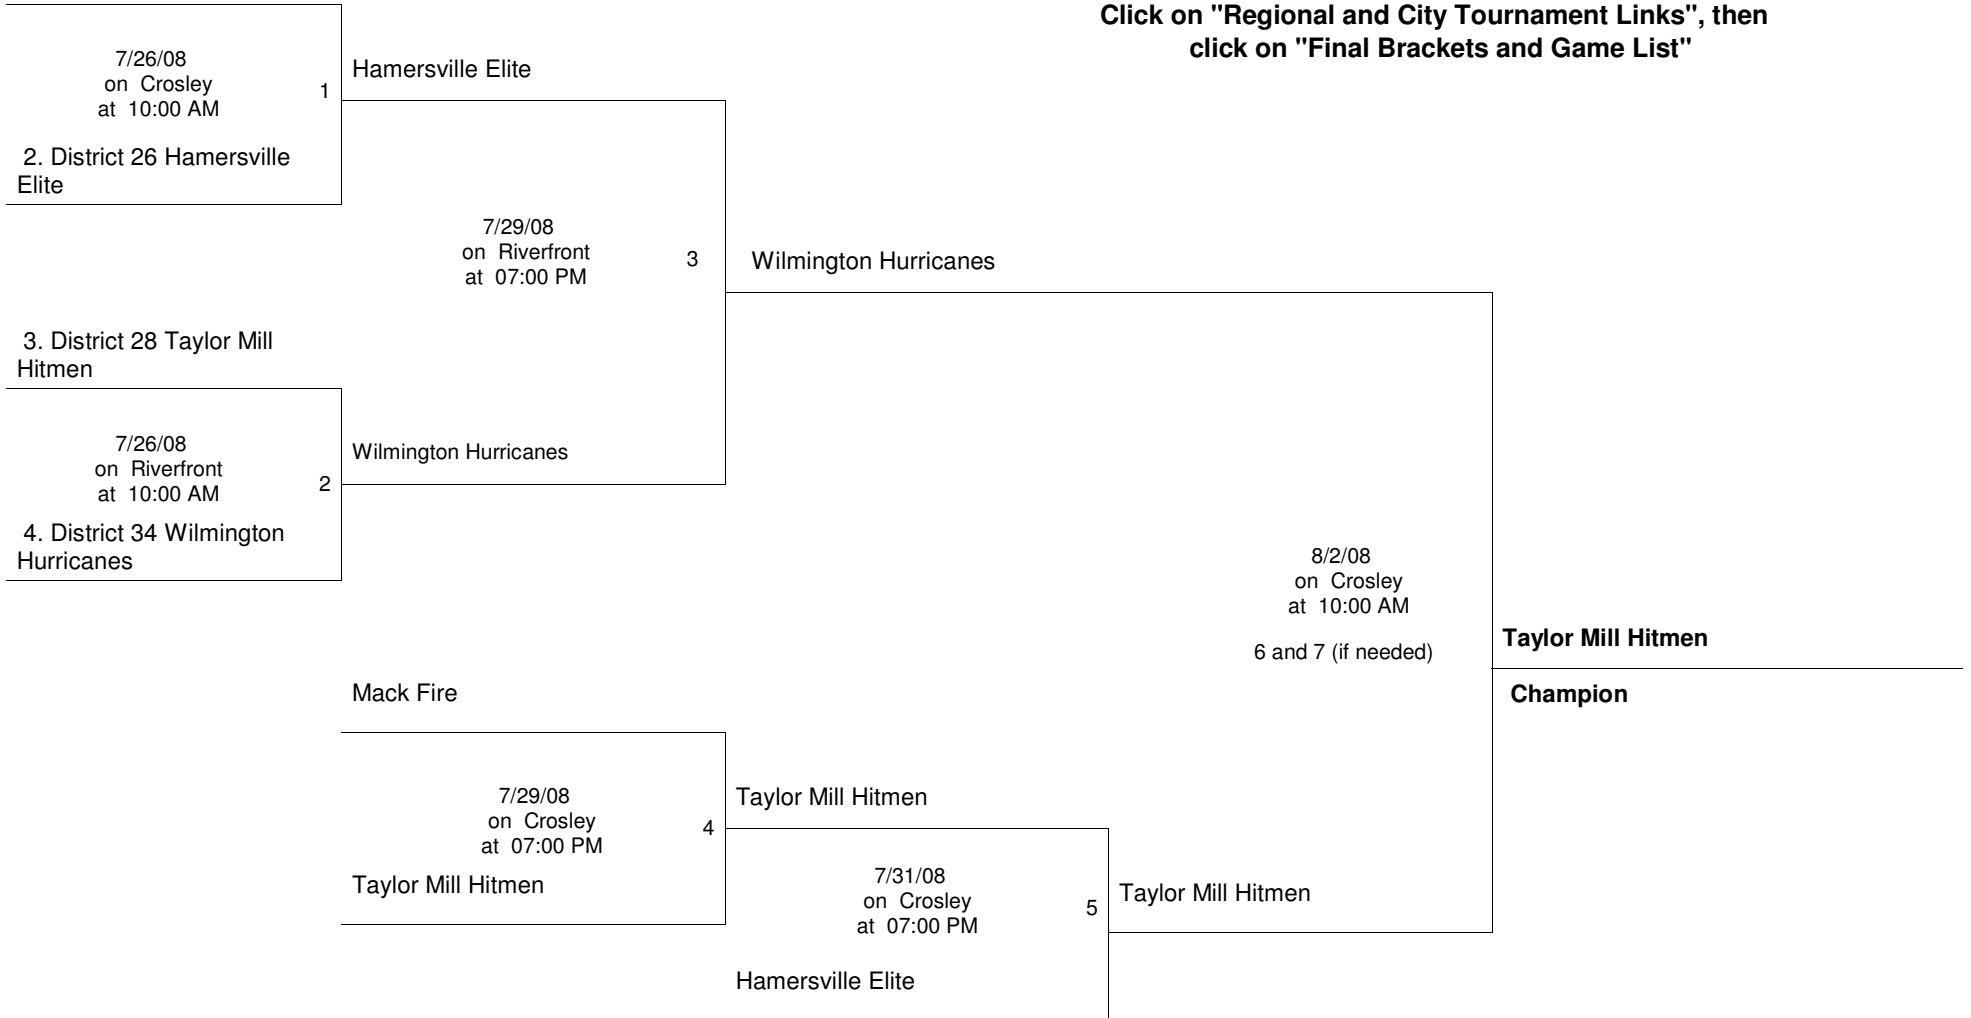 Click on "Regional and City Tournament Links", then
click on "Final Brackets and Game List"
7/26/08
on Crosley
at 10:00 AM
1
Hamersville Elite
2. District 26 Hamersville
Elite
7/29/08
on Riverfront
at 07:00 PM
3
Wilmington Hurricanes
3. District 28 Taylor Mill
Hitmen
7/26/08
on Riverfront
at 10:00 AM
2
Wilmington Hurricanes
4. District 34 Wilmington
Hurricanes
8/2/08
on Crosley
at 10:00 AM
6 and 7 (if needed)
Taylor Mill Hitmen
Champion
Mack Fire
7/29/08
on Crosley
at 07:00 PM
4
Taylor Mill Hitmen
Taylor Mill Hitmen
7/31/08
on Crosley
at 07:00 PM
5
Taylor Mill Hitmen
Hamersville Elite